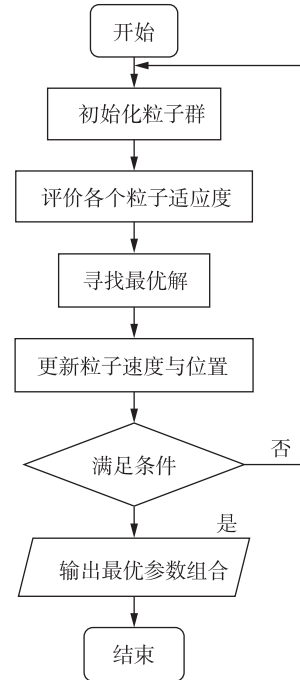 开始
初始化粒子群
评价各个粒子适应度
寻找最优解
更新粒子速度与位置
满足条件
否
是
输出最优参数组合
结束